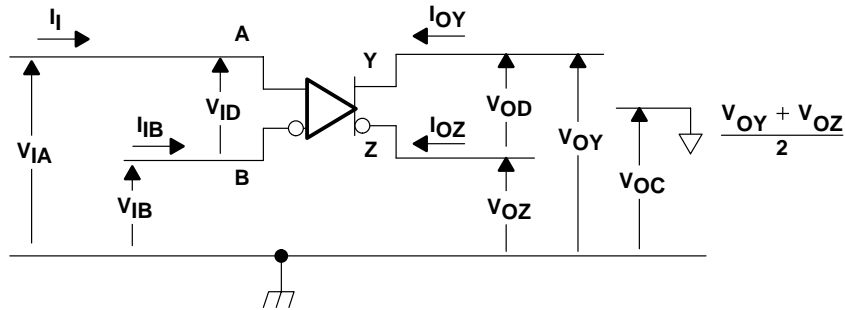 I_I
A
I_OY
Y
V_ID
V_OD
I_IB
I_OZ
V_OY
V_OY + V_OZ
2
V_IA
B
Z
V_OC
V_IB
V_OZ